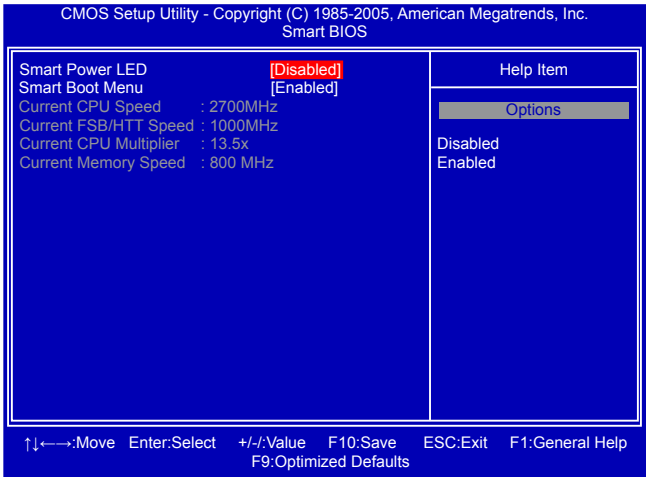 CMOS Setup Utility - Copyright (C) 1985-2005, American Megatrends, Inc.
Smart BIOS
Smart Power LED [Disabled]
Smart Boot Menu [Enabled]
Current CPU Speed : 2700MHz
Current FSB/HTT Speed : 1000MHz
Current CPU Multiplier : 13.5x
Current Memory Speed : 800 MHz
Help Item
Options
Disabled
Enabled
↑↓←→:Move Enter:Select +/-/:Value F10:Save ESC:Exit F1:General Help
F9:Optimized Defaults